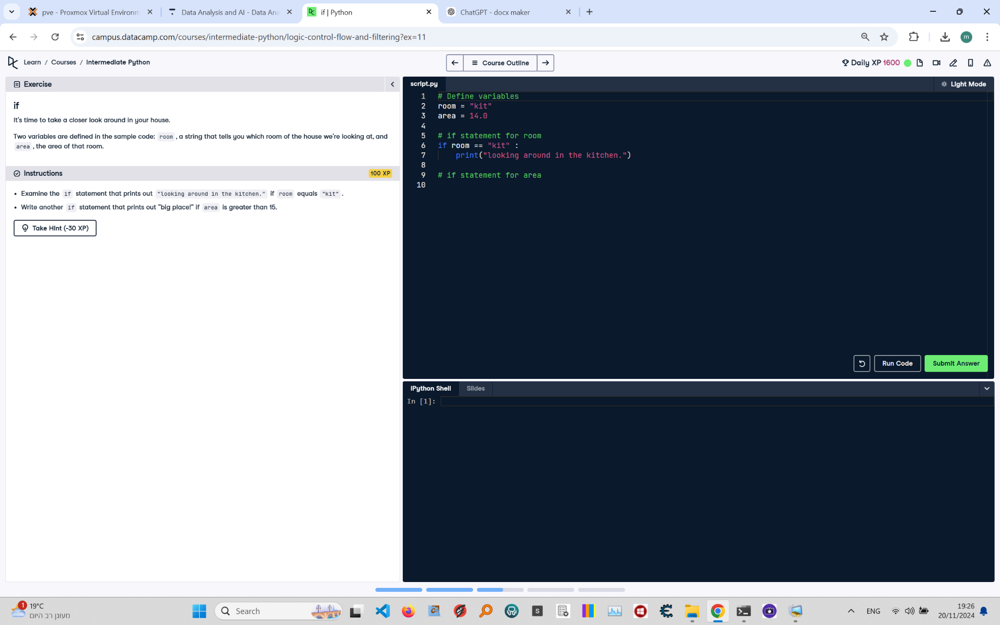 pve - Proxmox Virtual Environm
Data Analysis and AI - Data Ana
if | Python
ChatGPT - docx maker
campus.datacamp.com/courses/intermediate-python/logic-control-flow-and-filtering?ex=11
m
Learn / Courses / Intermediate Python
Course Outline
Daily XP 1600
Exercise
if
It's time to take a closer look around in your house.
Two variables are defined in the sample code: room , a string that tells you which room of the house we're looking at, and
area , the area of that room.
Instructions
100 XP
• Examine the if statement that prints out "looking around in the kitchen." if room equals "kit" .
• Write another if statement that prints out "big place!" if area is greater than 15.
Take Hint (-30 XP)
script.py
Light Mode
1 # Define variables
2 room = "kit"
3 area = 14.0
4
5 # if statement for room
6 if room == "kit" :
7 print("looking around in the kitchen.")
8
9 # if statement for area
10
Run Code
Submit Answer
IPython Shell
Slides
In [1]:
1
19°C
מעונן רב היום
Search
S
ENG
19:26
20/11/2024